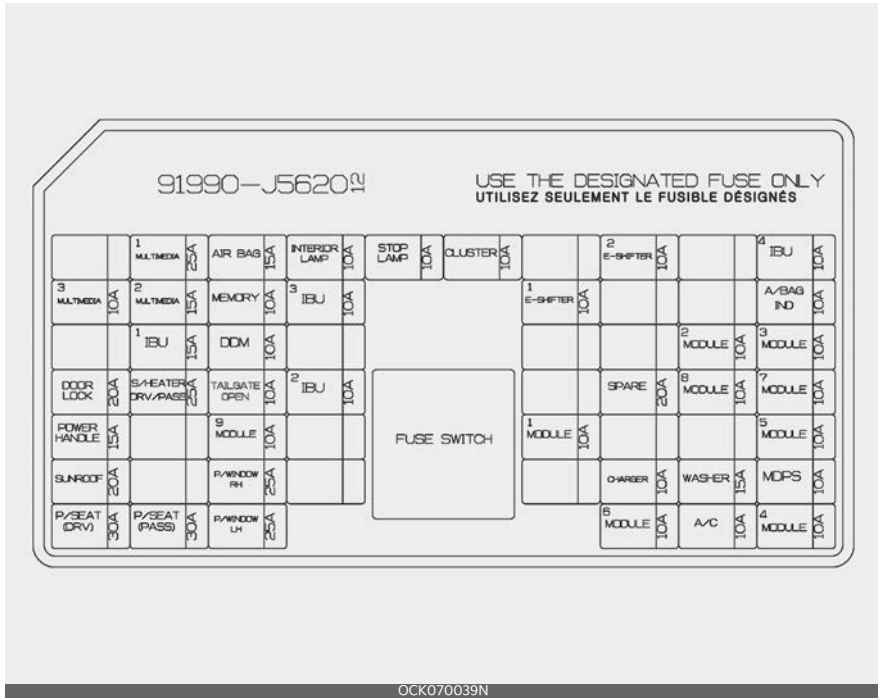 91990-J5620 12
USE THE DESIGNATED FUSE ONLY
UTILISEZ SEULEMENT LE FUSIBLE DÉSIGNÉS
1 MULTIMEDIA 25A
AIR BAG 15A
INTERIOR LAMP 10A
STOP LAMP 10A
CLUSTER 10A
2 E-SHIFTER 10A
4 IBU 10A
3 MULTIMEDIA 10A
2 MULTIMEDIA 15A
MEMORY 10A
3 IBU 10A
1 E-SHIFTER 10A
A/BAG IND 10A
1 IBU 15A
DDM 10A
2 MODULE 10A
3 MODULE 10A
DOOR LOCK 20A
S/HEATER DRV/PASS 25A
TAILGATE OPEN 10A
2 IBU 10A
FUSE SWITCH
SPARE 20A
8 MODULE 10A
7 MODULE 10A
POWER HANDLE 15A
9 MODULE 10A
1 MODULE 10A
5 MODULE 10A
SUNROOF 20A
P/WINDOW RH 25A
CHARGER 10A
WASHER 15A
MDPS 10A
P/SEAT (DRV) 30A
P/SEAT (PASS) 30A
P/WINDOW LH 25A
6 MODULE 10A
A/C 10A
4 MODULE 10A
OCK070039N